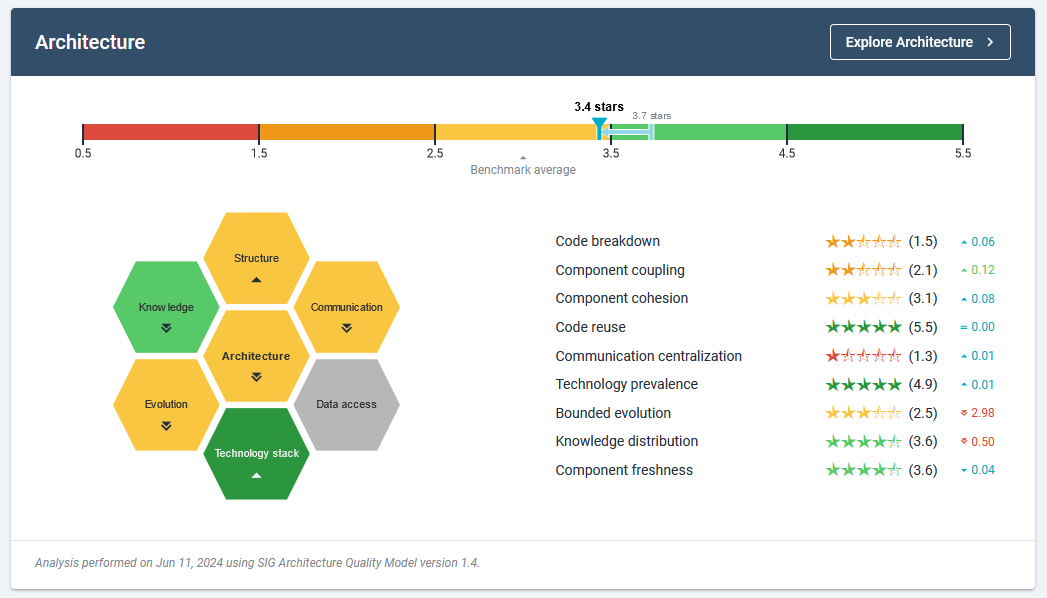 Architecture
Explore Architecture
3.4 stars
3.7 stars
0.5 1.5 2.5 3.5 4.5 5.5
Benchmark average
Structure
Knowledge
Communication
Architecture
Evolution
Data access
Technology stack
Code breakdown (1.5) 0.06
Component coupling (2.1) 0.12
Component cohesion (3.1) 0.08
Code reuse (5.5) = 0.00
Communication centralization (1.3) 0.01
Technology prevalence (4.9) 0.01
Bounded evolution (2.5) 2.98
Knowledge distribution (3.6) 0.50
Component freshness (3.6) 0.04
Analysis performed on Jun 11, 2024 using SIG Architecture Quality Model version 1.4.